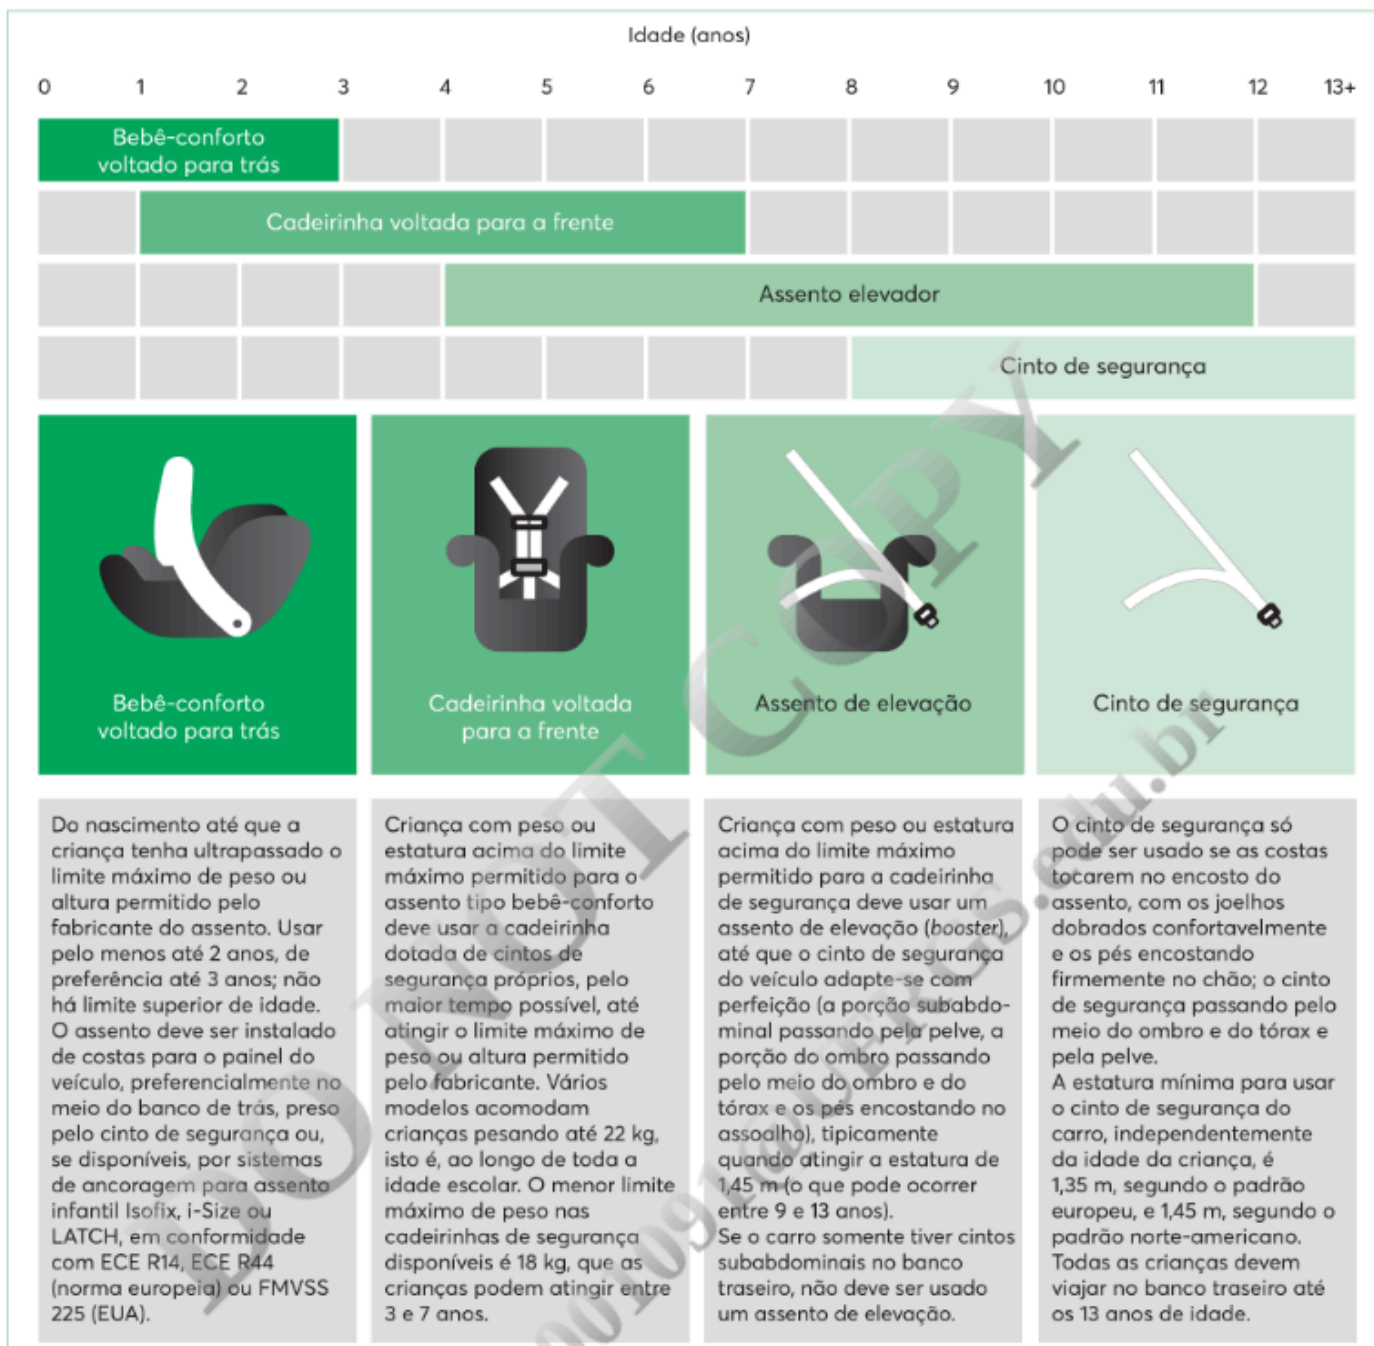 Idade (anos)
0 1 2 3 4 5 6 7 8 9 10 11 12 13+
Bebê-conforto
voltado para trás
Cadeirinha voltada para a frente
Assento elevador
Cinto de segurança
Bebê-conforto
voltado para trás
Cadeirinha voltada
para a frente
Assento de elevação
Cinto de segurança
Do nascimento até que a
criança tenha ultrapassado o
limite máximo de peso ou
altura permitido pelo
fabricante do assento. Usar
pelo menos até 2 anos, de
preferência até 3 anos; não
há limite superior de idade.
O assento deve ser instalado
de costas para o painel do
veículo, preferencialmente no
meio do banco de trás, preso
pelo cinto de segurança ou,
se disponíveis, por sistemas
de ancoragem para assento
infantil Isofix, i-Size ou
LATCH, em conformidade
com ECE R14, ECE R44
(norma europeia) ou FMVSS
225 (EUA).
Criança com peso ou
estatura acima do limite
máximo permitido para o
assento tipo bebê-conforto
deve usar a cadeirinha
dotada de cintos de
segurança próprios, pelo
maior tempo possível, até
atingir o limite máximo de
peso ou altura permitido
pelo fabricante. Vários
modelos acomodam
crianças pesando até 22 kg,
isto é, ao longo de toda a
idade escolar. O menor limite
máximo de peso nas
cadeirinhas de segurança
disponíveis é 18 kg, que as
crianças podem atingir entre
3 e 7 anos.
Criança com peso ou estatura
acima do limite máximo
permitido para a cadeirinha
de segurança deve usar um
assento de elevação (booster),
até que o cinto de segurança
do veículo adapte-se com
perfeição (a porção subabdo-
minal passando pela pelve, a
porção do ombro passando
pelo meio do ombro e do
tórax e os pés encostando no
assoalho), tipicamente
quando atingir a estatura de
1,45 m (o que pode ocorrer
entre 9 e 13 anos).
Se o carro somente tiver cintos
subabdominais no banco
traseiro, não deve ser usado
um assento de elevação.
O cinto de segurança só
pode ser usado se as costas
tocarem no encosto do
assento, com os joelhos
dobrados confortavelmente
e os pés encostando
firmemente no chão; o cinto
de segurança passando pelo
meio do ombro e do tórax e
pela pelve.
A estatura mínima para usar
o cinto de segurança do
carro, independentemente
da idade da criança, é
1,35 m, segundo o padrão
europeu, e 1,45 m, segundo o
padrão norte-americano.
Todas as crianças devem
viajar no banco traseiro até
os 13 anos de idade.
DO NOT COPY
001091@UERGS.edu.br